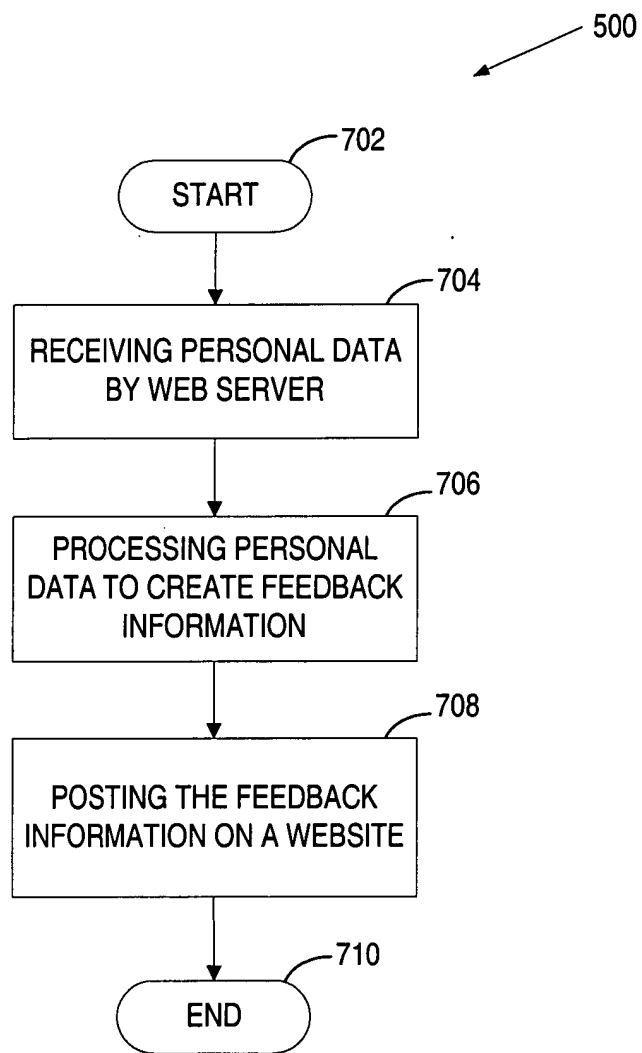 500
702
START
704
RECEIVING PERSONAL DATA
BY WEB SERVER
706
PROCESSING PERSONAL
DATA TO CREATE FEEDBACK
INFORMATION
708
POSTING THE FEEDBACK
INFORMATION ON A WEBSITE
710
END